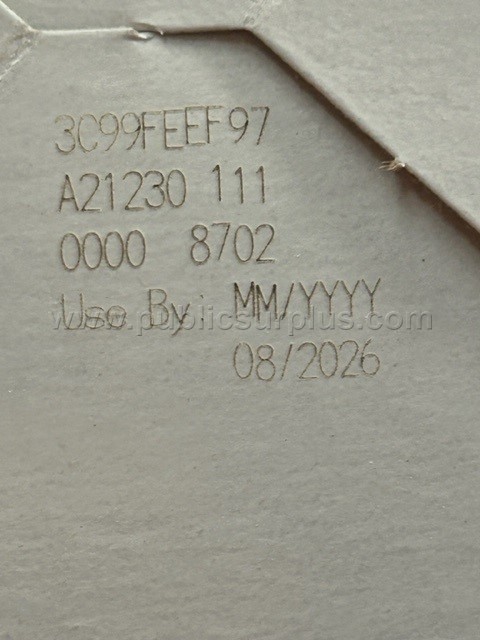 3C99FEEF97
A21230 111
0000 8702
Use By: MM/YYYY
www.publicsurplus.com
08/2026